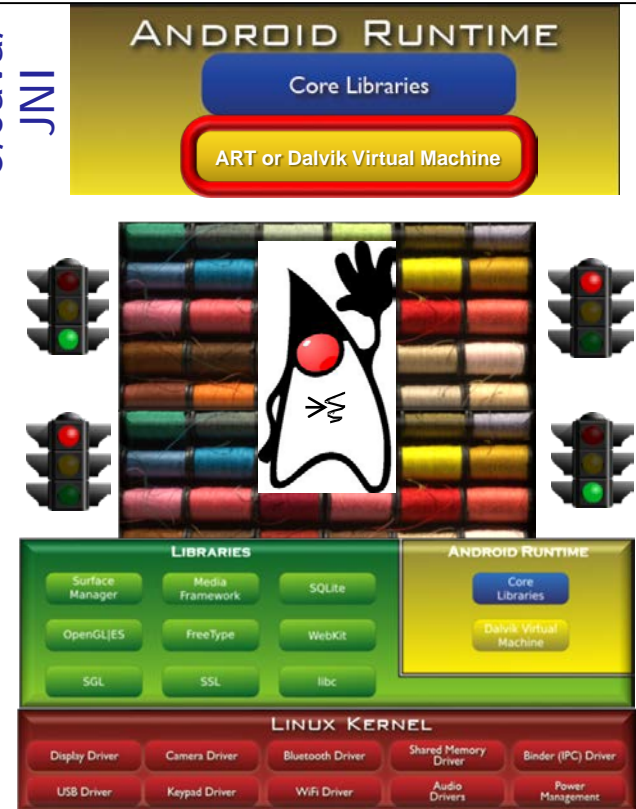 JNI
ANDROID RUNTIME
Core Libraries
ART or Dalvik Virtual Machine
LIBRARIES
Surface
Manager
Media
Framework
SQLite
OpenGL|ES
FreeType
WebKit
SGL
SSL
libc
ANDROID RUNTIME
Core
Libraries
Dalvik Virtual
Machine
LINUX KERNEL
Display Driver
Camera Driver
Bluetooth Driver
Shared Memory
Driver
Binder (IPC) Driver
USB Driver
Keypad Driver
WiFi Driver
Audio
Drivers
Power
Management